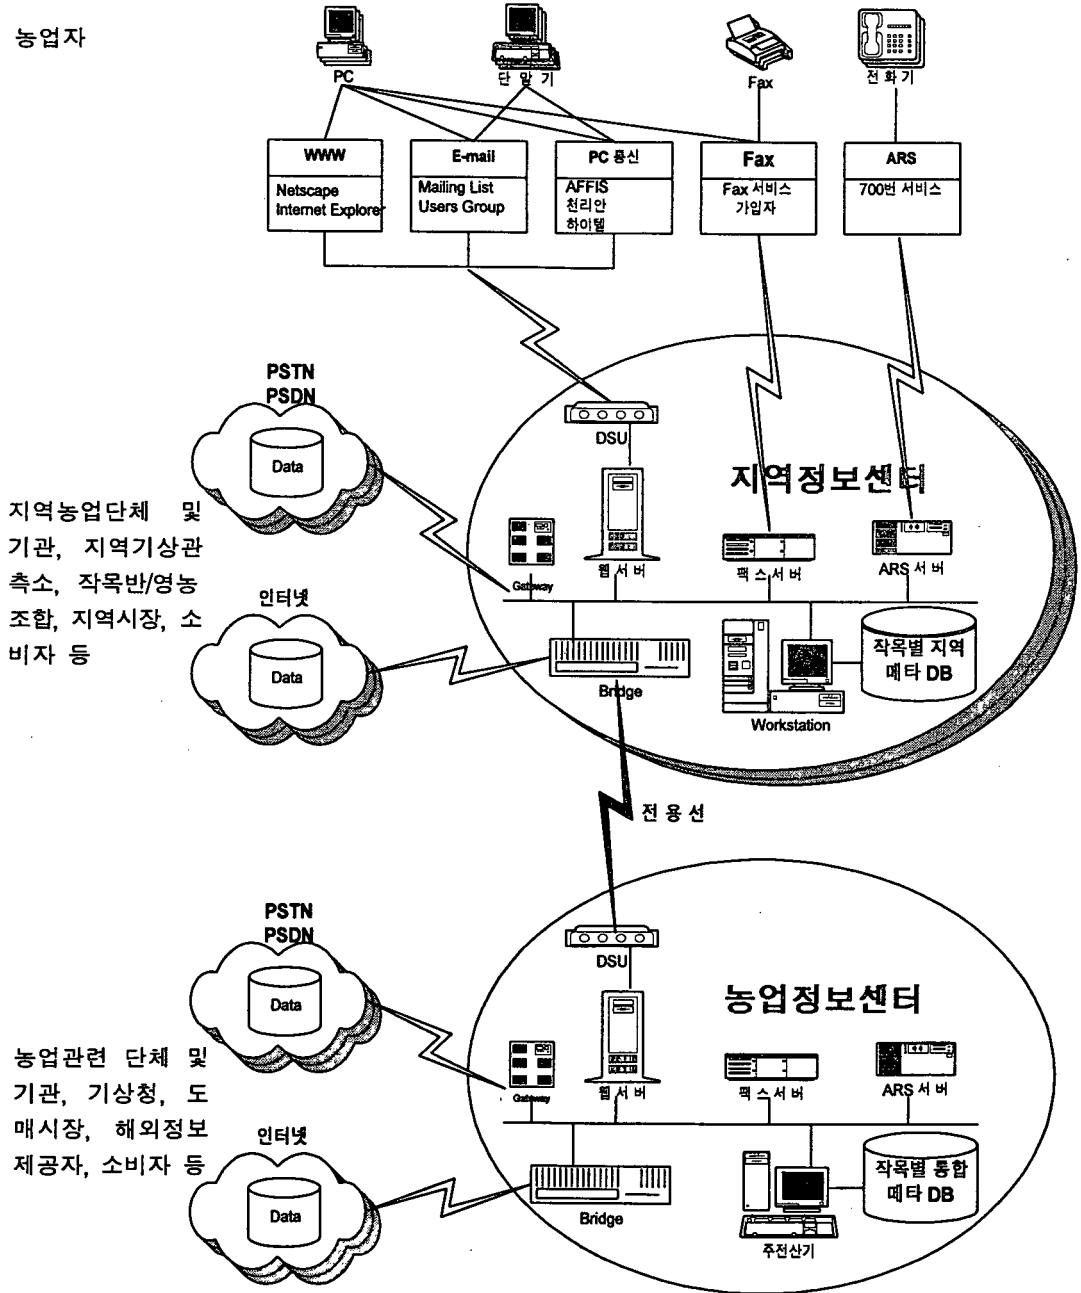 농업자
PC
단 말 기
Fax
전 화 기
WWW
Netscape
Internet Explorer
E-mail
Mailing List
Users Group
PC 통신
AFFIS
천리안
하이텔
Fax
Fax 서비스
가입자
ARS
700번 서비스
PSTN
PSDN
Data
지역농업단체 및
기관, 지역기상관
측소, 작목반/영농
조합, 지역시장, 소
비자 등
인터넷
Data
DSU
지역정보센터
Gateway
웹 서 버
팩 스 서 버
ARS 서 버
Bridge
Workstation
작목별 지역
메타 DB
전 용 선
PSTN
PSDN
Data
농업관련 단체 및
기관, 기상청, 도
매시장, 해외정보
제공자, 소비자 등
인터넷
Data
DSU
농업정보센터
Gateway
웹 서 버
팩 스 서 버
ARS 서 버
Bridge
주전산기
작목별 통합
메타 DB